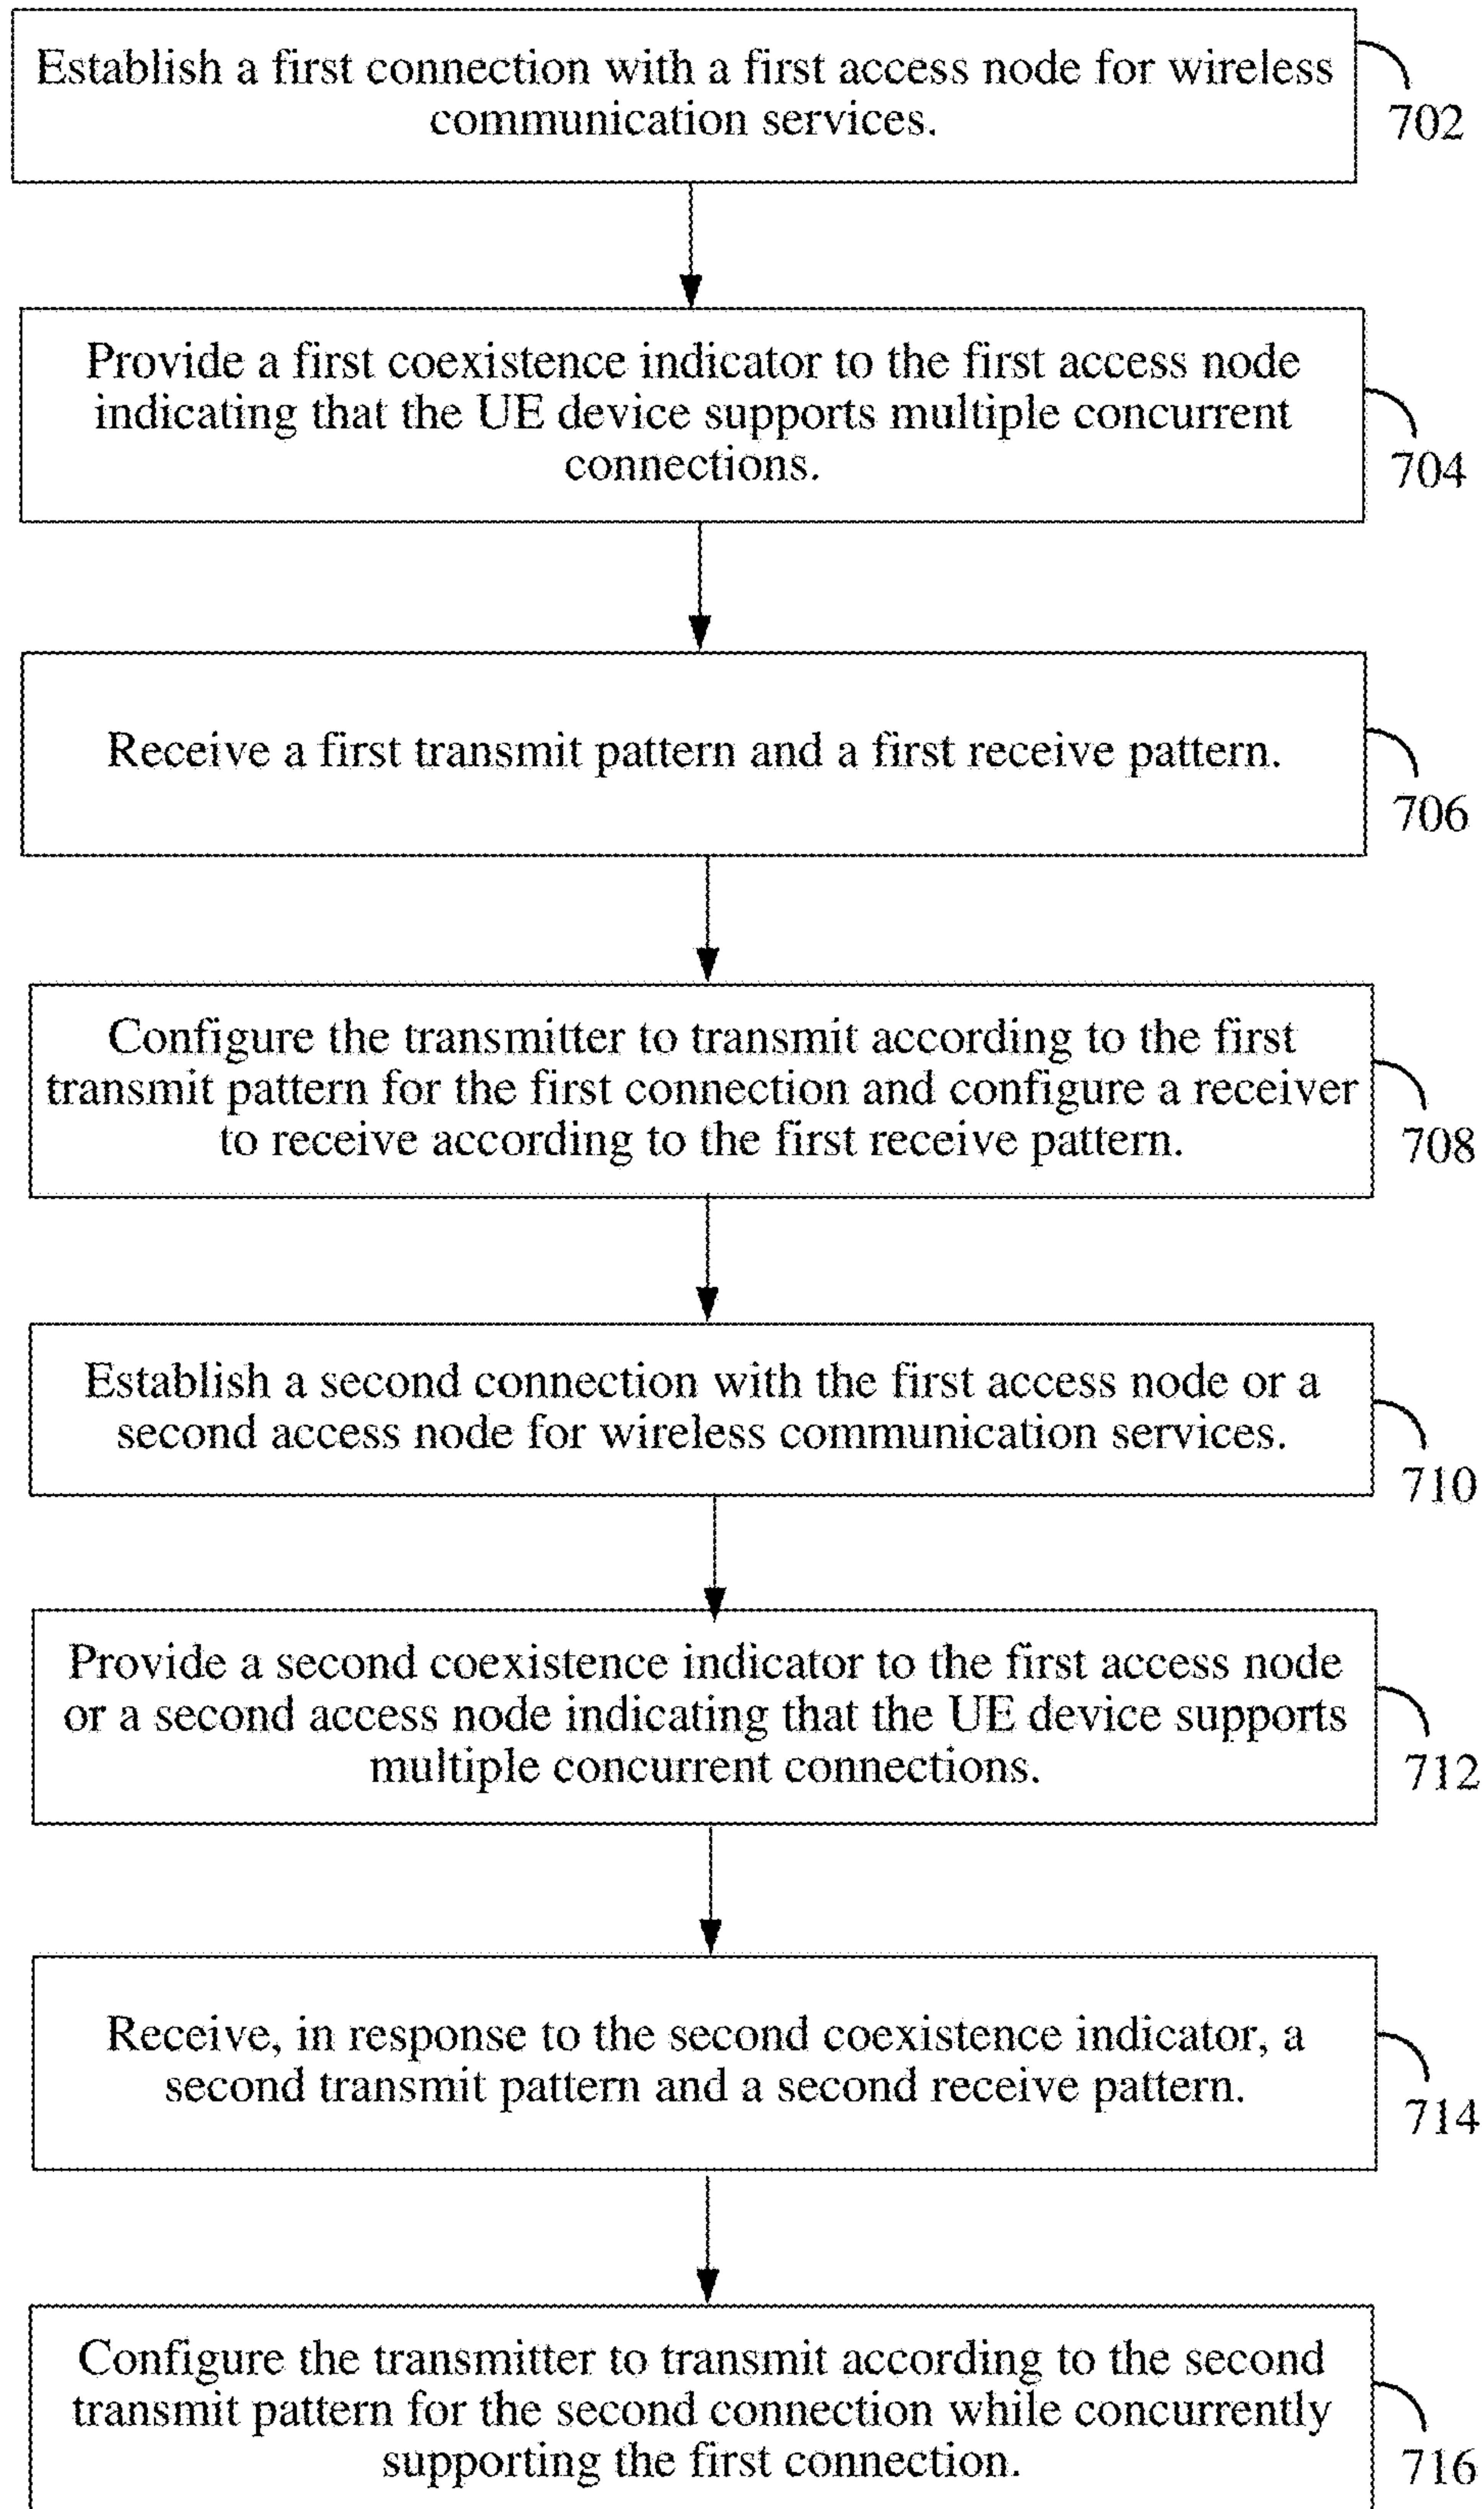 Establish a first connection with a first access node for wireless
communication services.
702
Provide a first coexistence indicator to the first access node
indicating that the UE device supports multiple concurrent
connections.
704
Receive a first transmit pattern and a first receive pattern.
706
Configure the transmitter to transmit according to the first
transmit pattern for the first connection and configure a receiver
to receive according to the first receive pattern.
708
Establish a second connection with the first access node or a
second access node for wireless communication services.
710
Provide a second coexistence indicator to the first access node
or a second access node indicating that the UE device supports
multiple concurrent connections.
712
Receive, in response to the second coexistence indicator, a
second transmit pattern and a second receive pattern.
714
Configure the transmitter to transmit according to the second
transmit pattern for the second connection while concurrently
supporting the first connection.
716